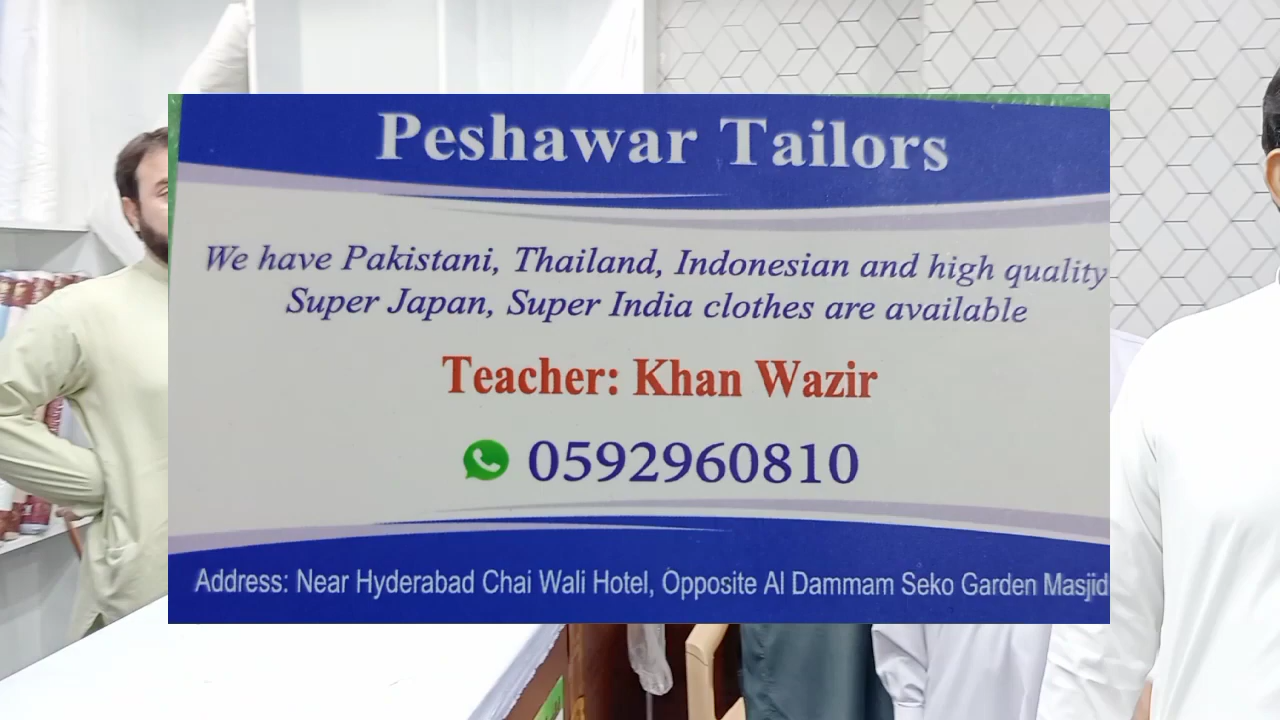 Peshawar Tailors
We have Pakistani, Thailand, Indonesian and high quality
Super Japan, Super India clothes are available
Teacher: Khan Wazir
0592960810
Address: Near Hyderabad Chai Wali Hotel, Opposite Al Dammam Seko Garden Masjid